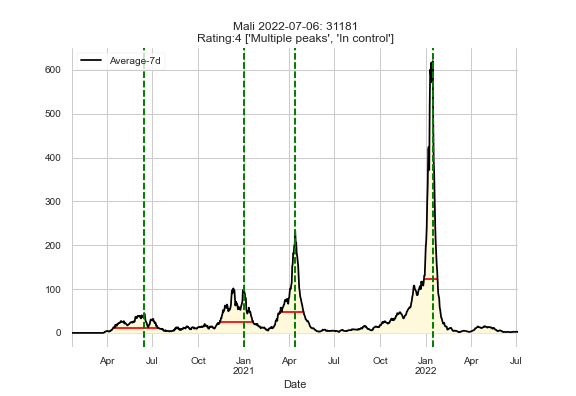 Mali 2022-07-06: 31181
Rating:4 ['Multiple peaks', 'In control']
Average-7d
600
500
400
300
200
100
0
Apr Jul Oct Jan Apr Jul Oct Jan Apr Jul
2021 2022
Date